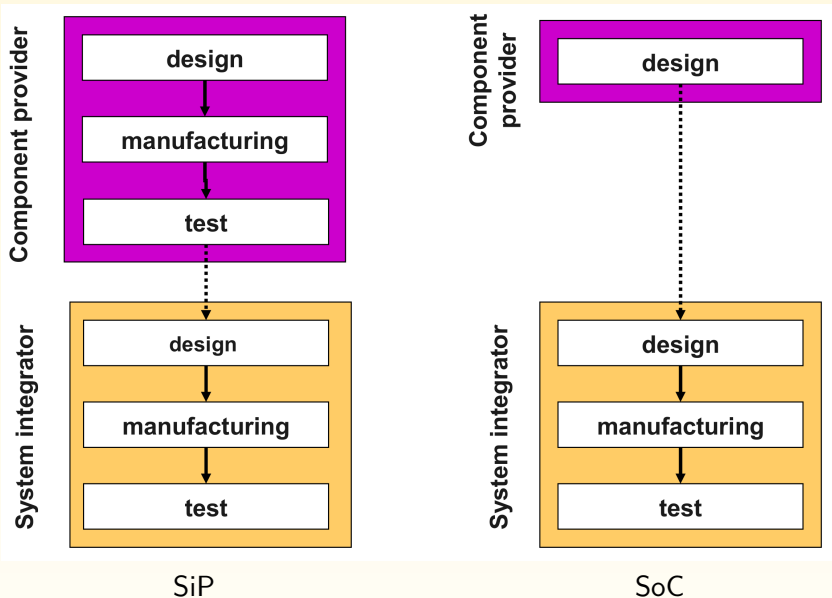 Component provider
design
manufacturing
test
System integrator
design
manufacturing
test
SiP
Component
provider
design
System integrator
design
manufacturing
test
SoC